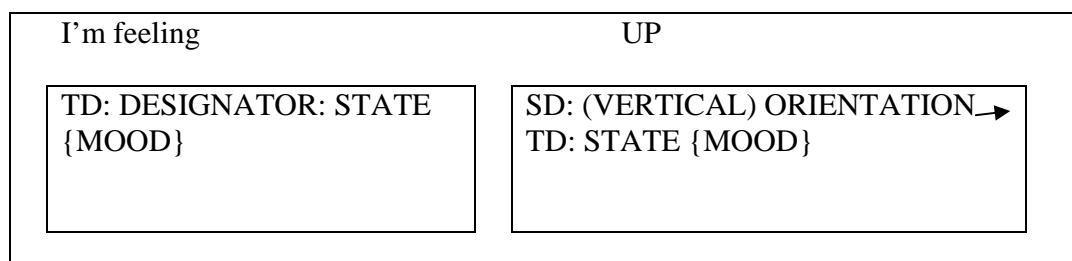 I'm feeling UP
TD: DESIGNATOR: STATE
{MOOD}
SD: (VERTICAL) ORIENTATION
TD: STATE {MOOD}